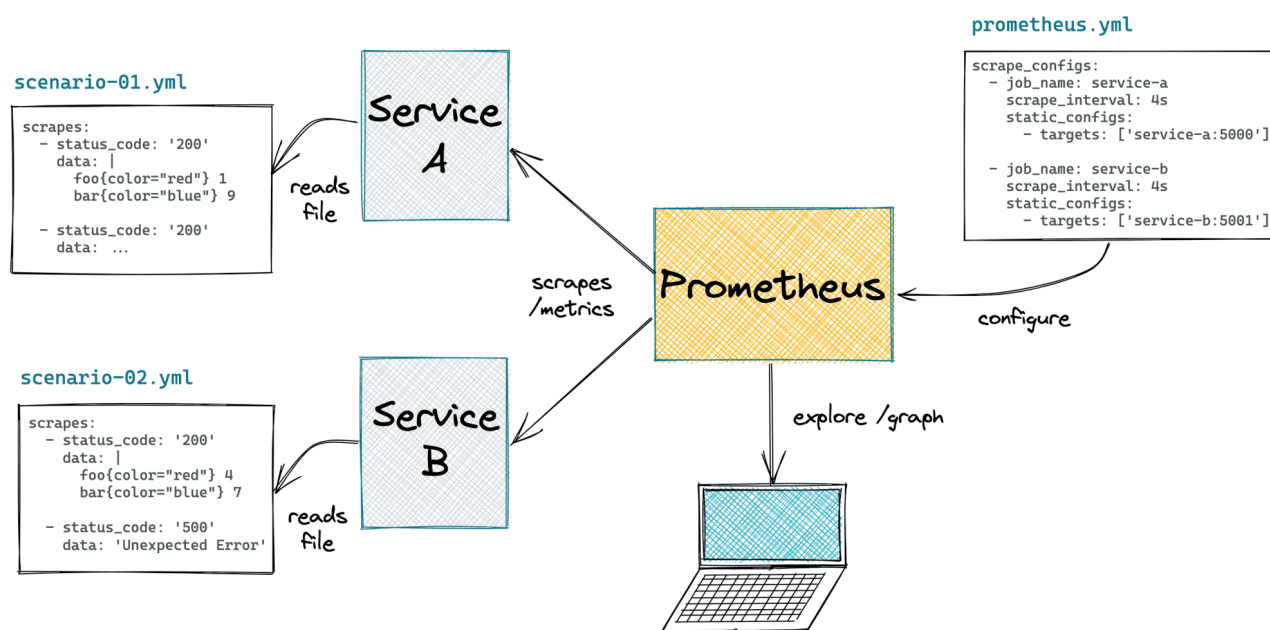 prometheus.yml
scrape_configs:
  - job_name: service-a
    scrape_interval: 4s
    static_configs:
      - targets: ['service-a:5000']
  - job_name: service-b
    scrape_interval: 4s
    static_configs:
      - targets: ['service-b:5001']
scenario-01.yml
scrapes:
  - status_code: '200'
    data: |
      foo{color="red"} 1
      bar{color="blue"} 9
  - status_code: '200'
    data: ...
reads
file
Service
A
scrapes
/metrics
Prometheus
configure
scenario-02.yml
scrapes:
  - status_code: '200'
    data: |
      foo{color="red"} 4
      bar{color="blue"} 7
  - status_code: '500'
    data: 'Unexpected Error'
reads
file
Service
B
explore /graph